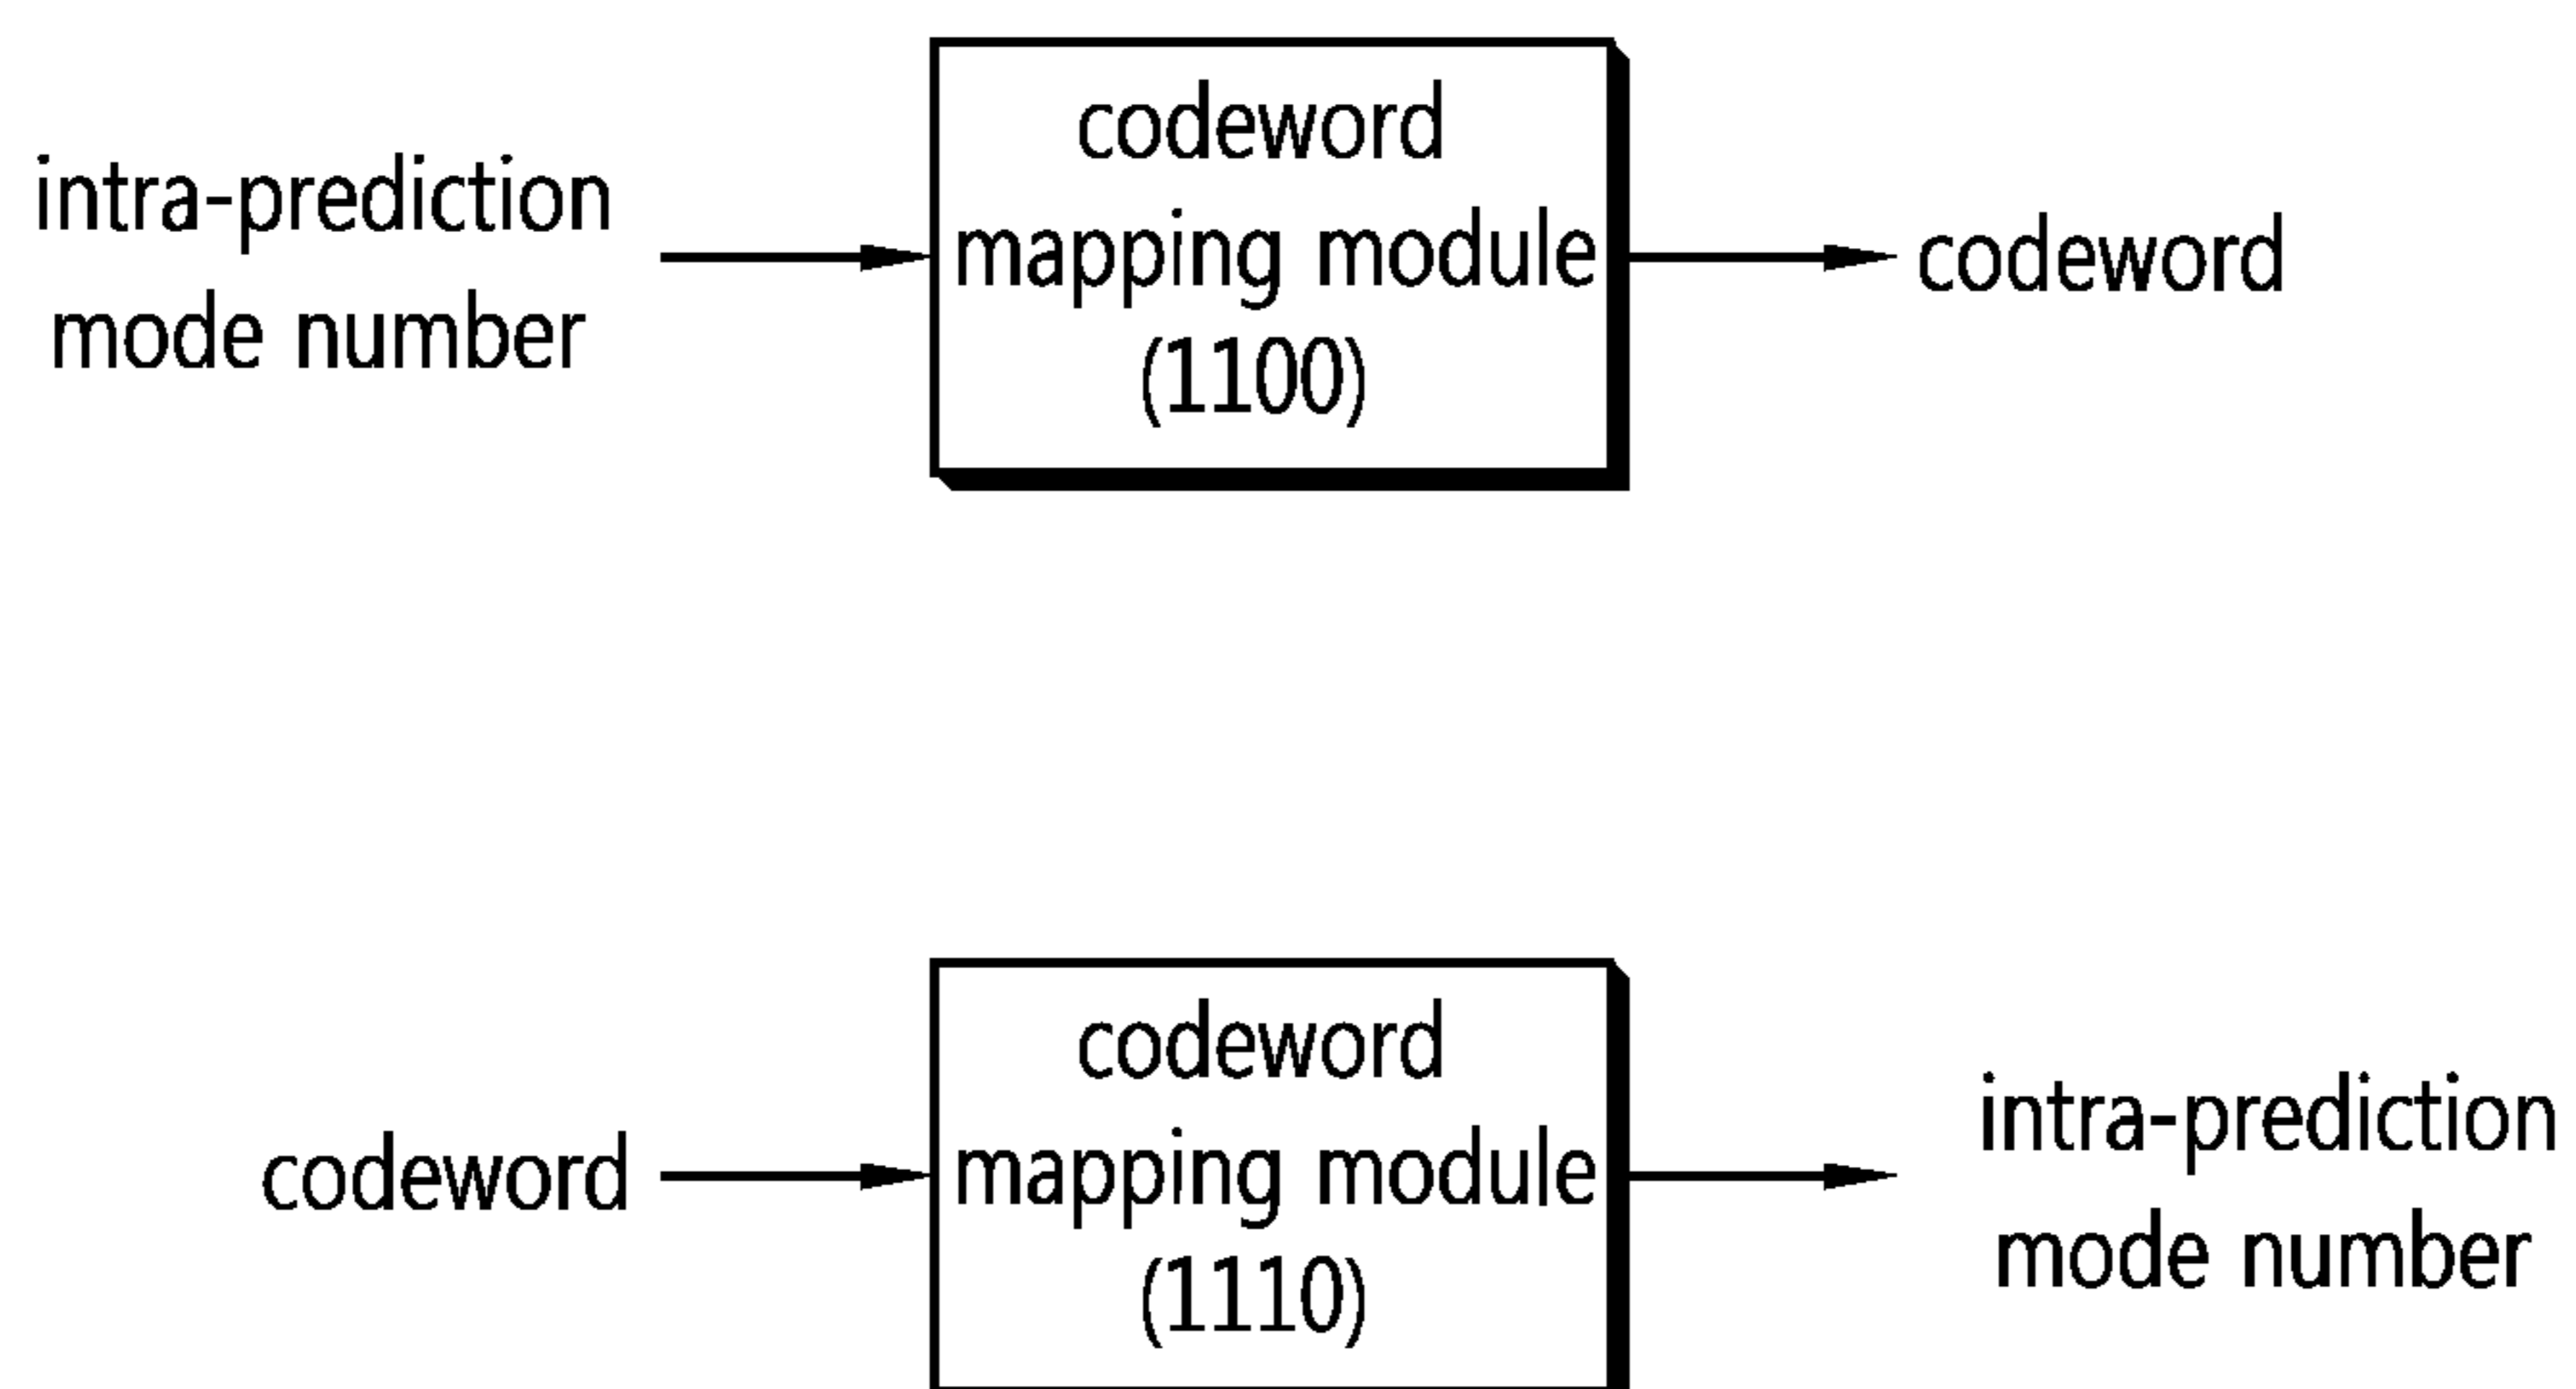 intra-prediction
mode number
codeword
mapping module
(1100)
codeword
codeword
codeword
mapping module
(1110)
intra-prediction
mode number